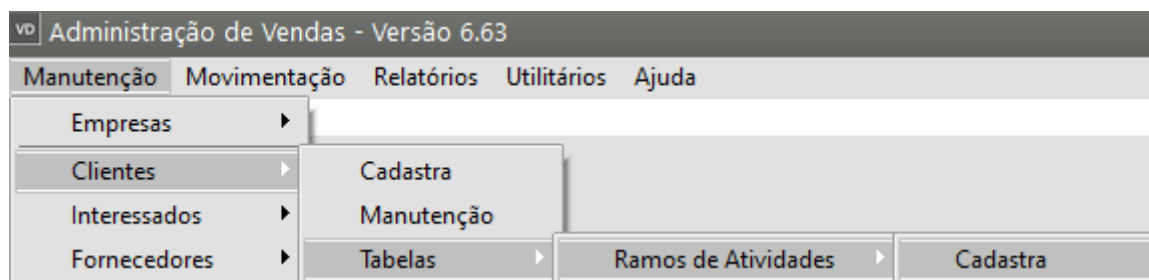 VD Administração de Vendas - Versão 6.63
Manutenção Movimentação Relatórios Utilitários Ajuda
Empresas
Clientes Cadastra
Interessados Manutenção
Fornecedores Tabelas Ramos de Atividades Cadastra